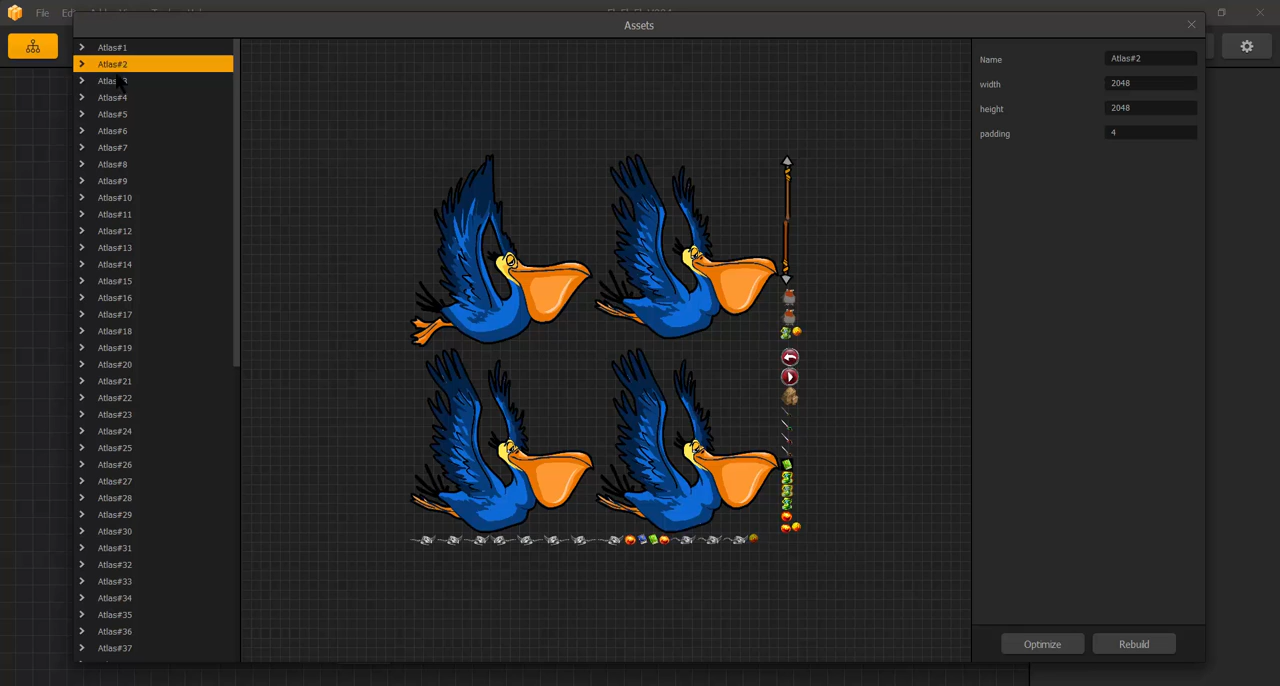 File
Assets
Atlas#1
Atlas#2
Atlas#3
Atlas#4
Atlas#5
Atlas#6
Atlas#7
Atlas#8
Atlas#9
Atlas#10
Atlas#11
Atlas#12
Atlas#13
Atlas#14
Atlas#15
Atlas#16
Atlas#17
Atlas#18
Atlas#19
Atlas#20
Atlas#21
Atlas#22
Atlas#23
Atlas#24
Atlas#25
Atlas#26
Atlas#27
Atlas#28
Atlas#29
Atlas#30
Atlas#31
Atlas#32
Atlas#33
Atlas#34
Atlas#35
Atlas#36
Atlas#37
Name Atlas#2
width 2048
height 2048
padding 4
Optimize Rebuild